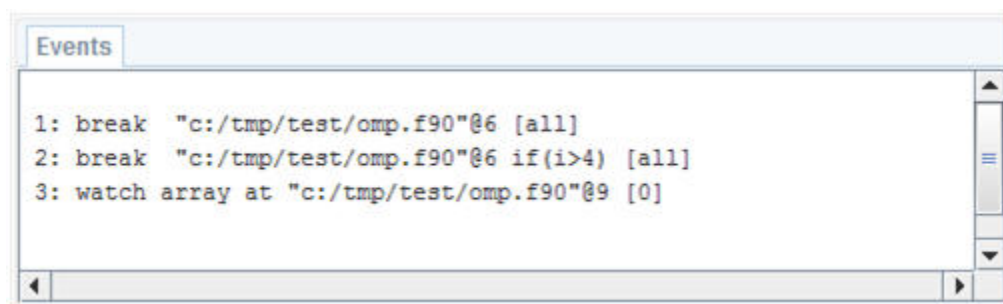 Events
1: break "c:/tmp/test/omp.f90"@6 [all]
2: break "c:/tmp/test/omp.f90"@6 if(i>4) [all]
3: watch array at "c:/tmp/test/omp.f90"@9 [0]